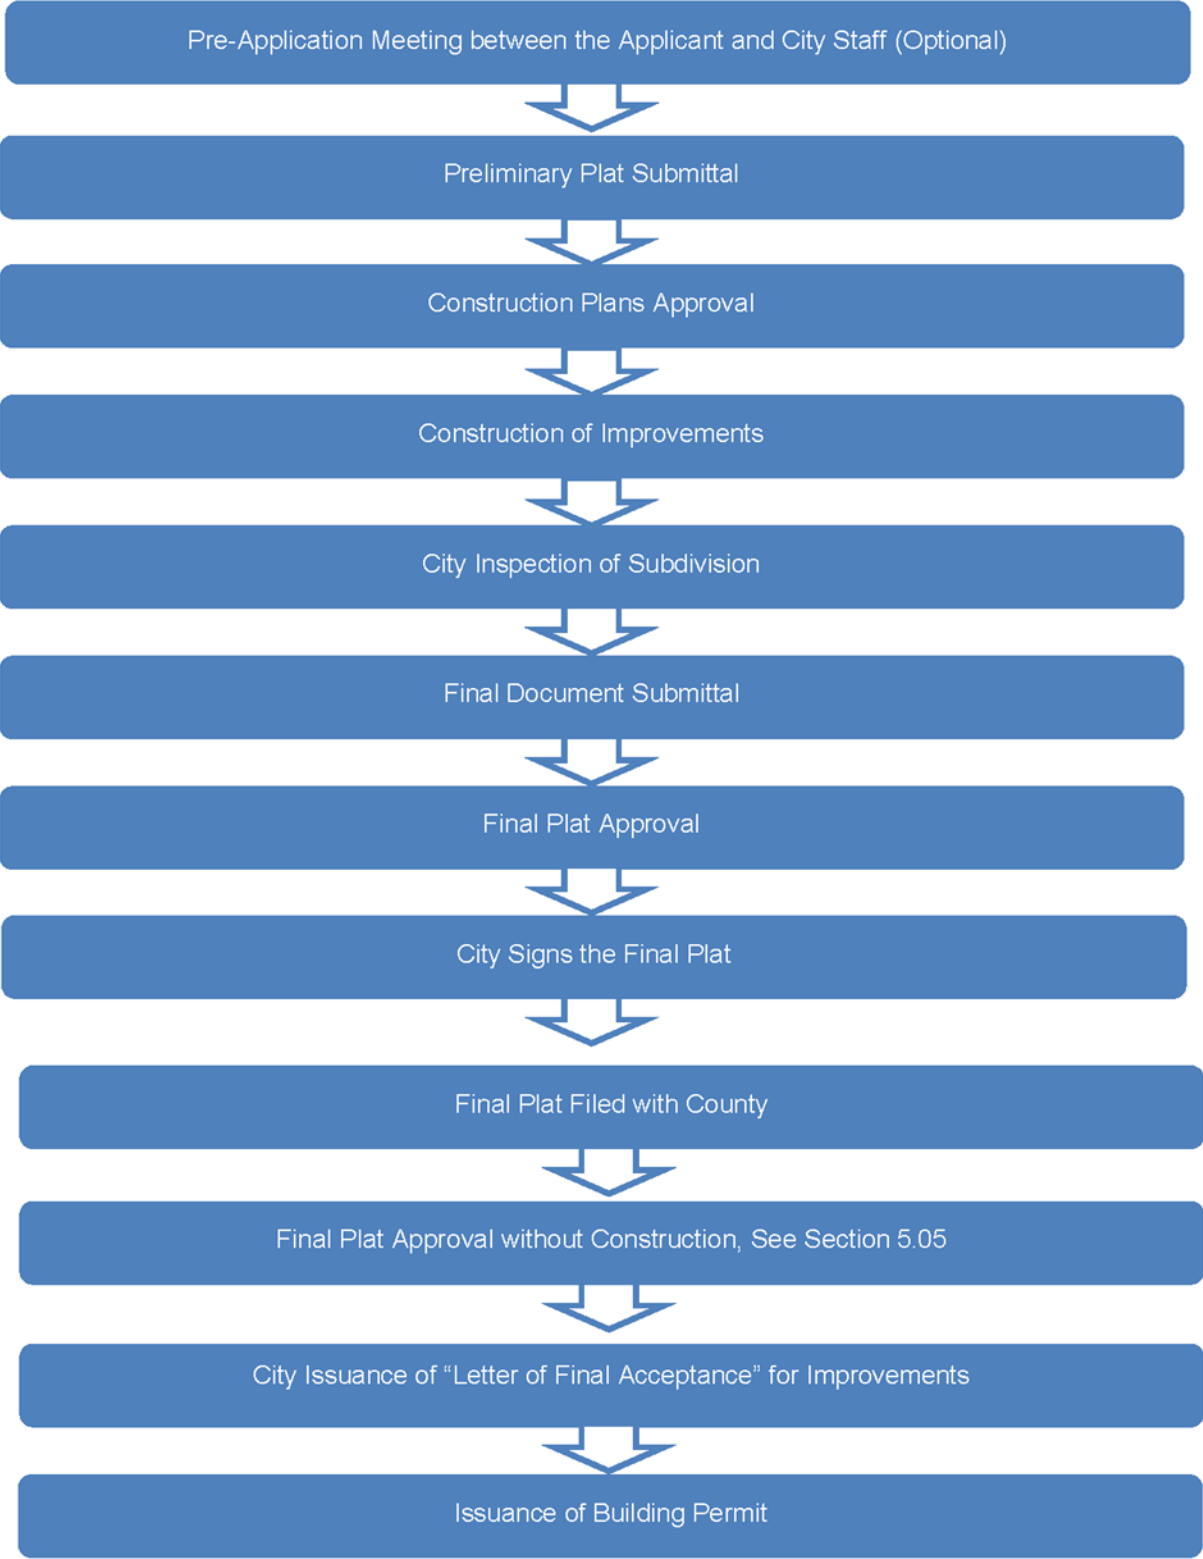 Pre-Application Meeting between the Applicant and City Staff (Optional)
Preliminary Plat Submittal
Construction Plans Approval
Construction of Improvements
City Inspection of Subdivision
Final Document Submittal
Final Plat Approval
City Signs the Final Plat
Final Plat Filed with County
Final Plat Approval without Construction, See Section 5.05
City Issuance of “Letter of Final Acceptance” for Improvements
Issuance of Building Permit